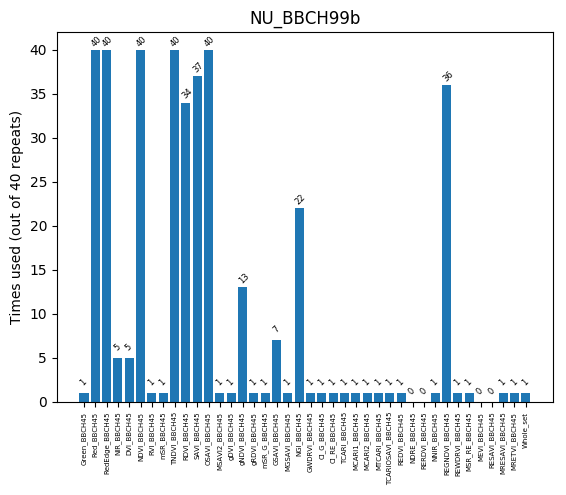 NU_BBCH99b
Times used (out of 40 repeats)
40
35
30
25
20
15
10
5
0
1
40
40
5
5
40
1
1
40
34
37
40
1
1
13
1
1
7
1
22
1
1
1
1
1
1
1
1
1
0
0
1
36
1
1
0
0
1
1
1
Green_BBCH45
Red_BBCH45
RedEdge_BBCH45
NIR_BBCH45
DVI_BBCH45
NDVI_BBCH45
RVI_BBCH45
mSR_BBCH45
TNDVI_BBCH45
RDVI_BBCH45
SAVI_BBCH45
OSAVI_BBCH45
MSAVI2_BBCH45
gDVI_BBCH45
gNDVI_BBCH45
gRDVI_BBCH45
mSR_G_BBCH45
GSAVI_BBCH45
MGSAVI_BBCH45
NGI_BBCH45
GWDRVI_BBCH45
CI_G_BBCH45
CI_RE_BBCH45
TCARI_BBCH45
MCARI1_BBCH45
MCARI2_BBCH45
MTCARI_BBCH45
TCARIOSAVI_BBCH45
REDVI_BBCH45
NDRE_BBCH45
RERDVI_BBCH45
NNIR_BBCH45
REGNDVI_BBCH45
REWDRVI_BBCH45
MSR_RE_BBCH45
MEVI_BBCH45
RESAVI_BBCH45
MRESAVI_BBCH45
MRETVI_BBCH45
Whole_set